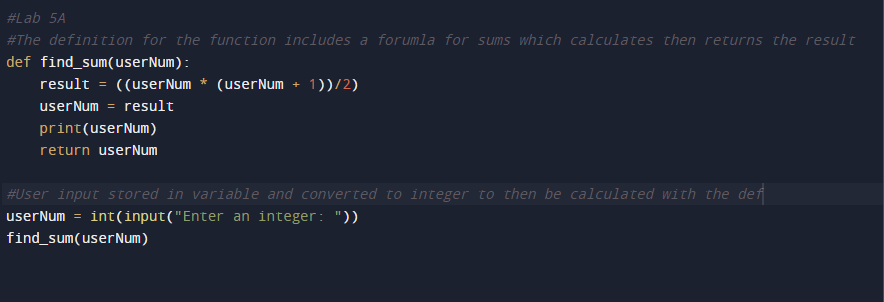 #Lab 5A
#The definition for the function includes a forumla for sums which calculates then returns the result
def find_sum(userNum):
    result = ((userNum * (userNum + 1))/2)
    userNum = result
    print(userNum)
    return userNum
#User input stored in variable and converted to integer to then be calculated with the def
userNum = int(input("Enter an integer: "))
find_sum(userNum)